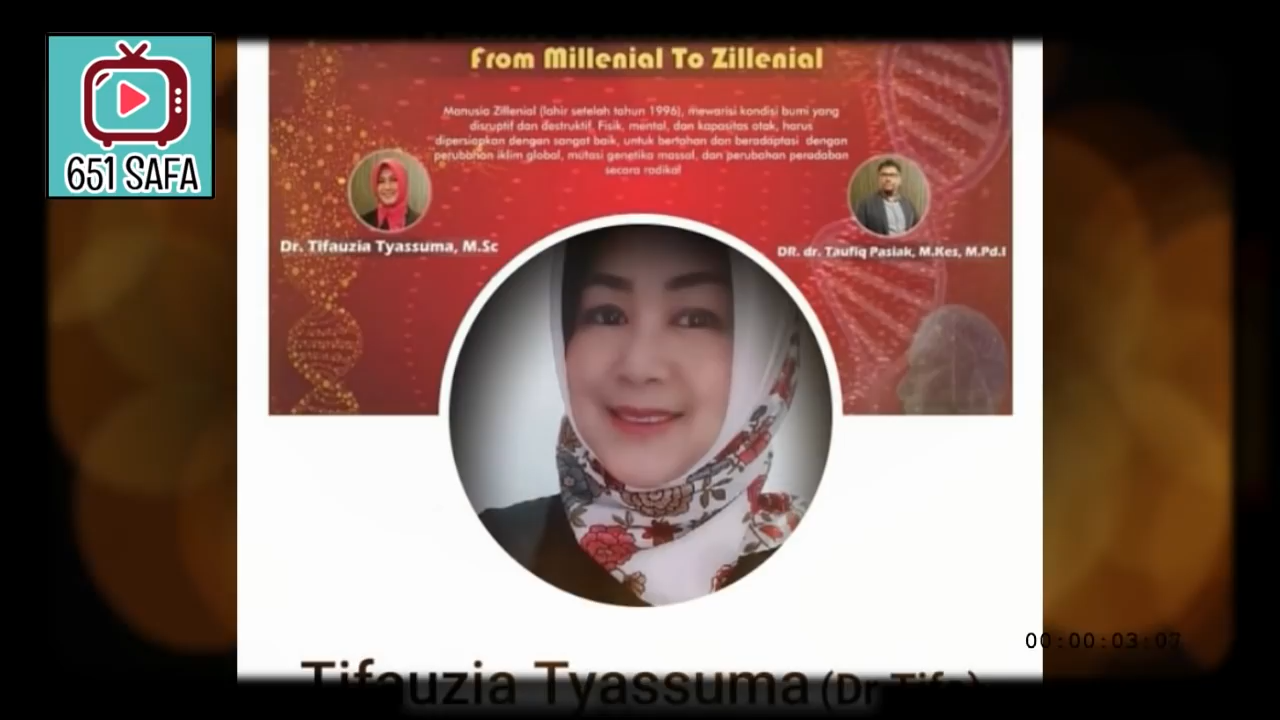 651 SAFA
From Millenial To Zillenial
Manusia Zillenial (lahir setelah tahun 1996), mewarisi kondisi bumi yang
disruptif dan destruktif. Fisik, mental, dan kapasitas otak, harus
dipersiapkan dengan sangat baik, untuk bertahan dan beradaptasi dengan
perubahan iklim global, mutasi genetika massal, dan perubahan peradaban
secara radikal
Dr. Tifauzia Tyassuma, M.Sc
DR. dr. Taufiq Pasiak, M.Kes, M.Pd.I
00:00:03:07
Tifauzia Tyassuma (Dr Tifa)